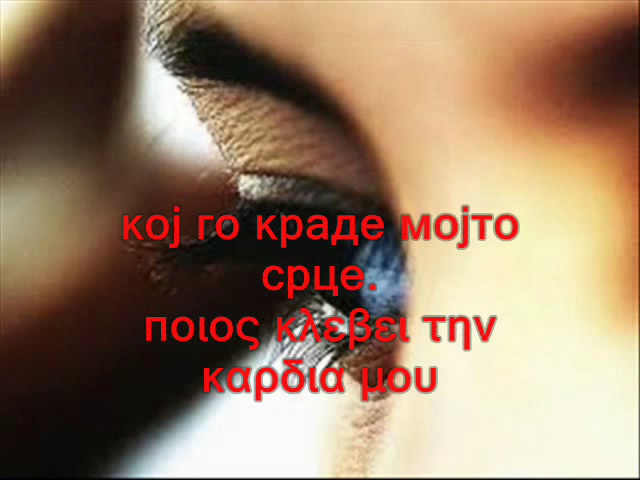 кој го краде мојто
срце.
ποιος κλεβει την
καρδια μου